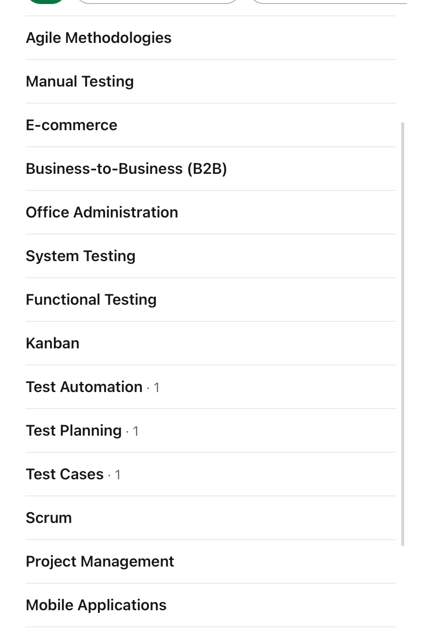 Agile Methodologies
Manual Testing
E-commerce
Business-to-Business (B2B)
Office Administration
System Testing
Functional Testing
Kanban
Test Automation · 1
Test Planning · 1
Test Cases · 1
Scrum
Project Management
Mobile Applications